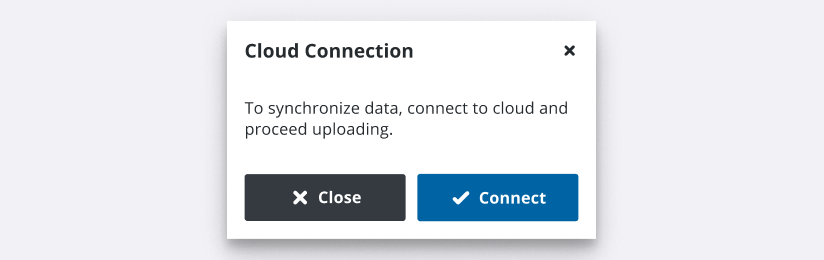 Cloud Connection
To synchronize data, connect to cloud and
proceed uploading.
Close
Connect